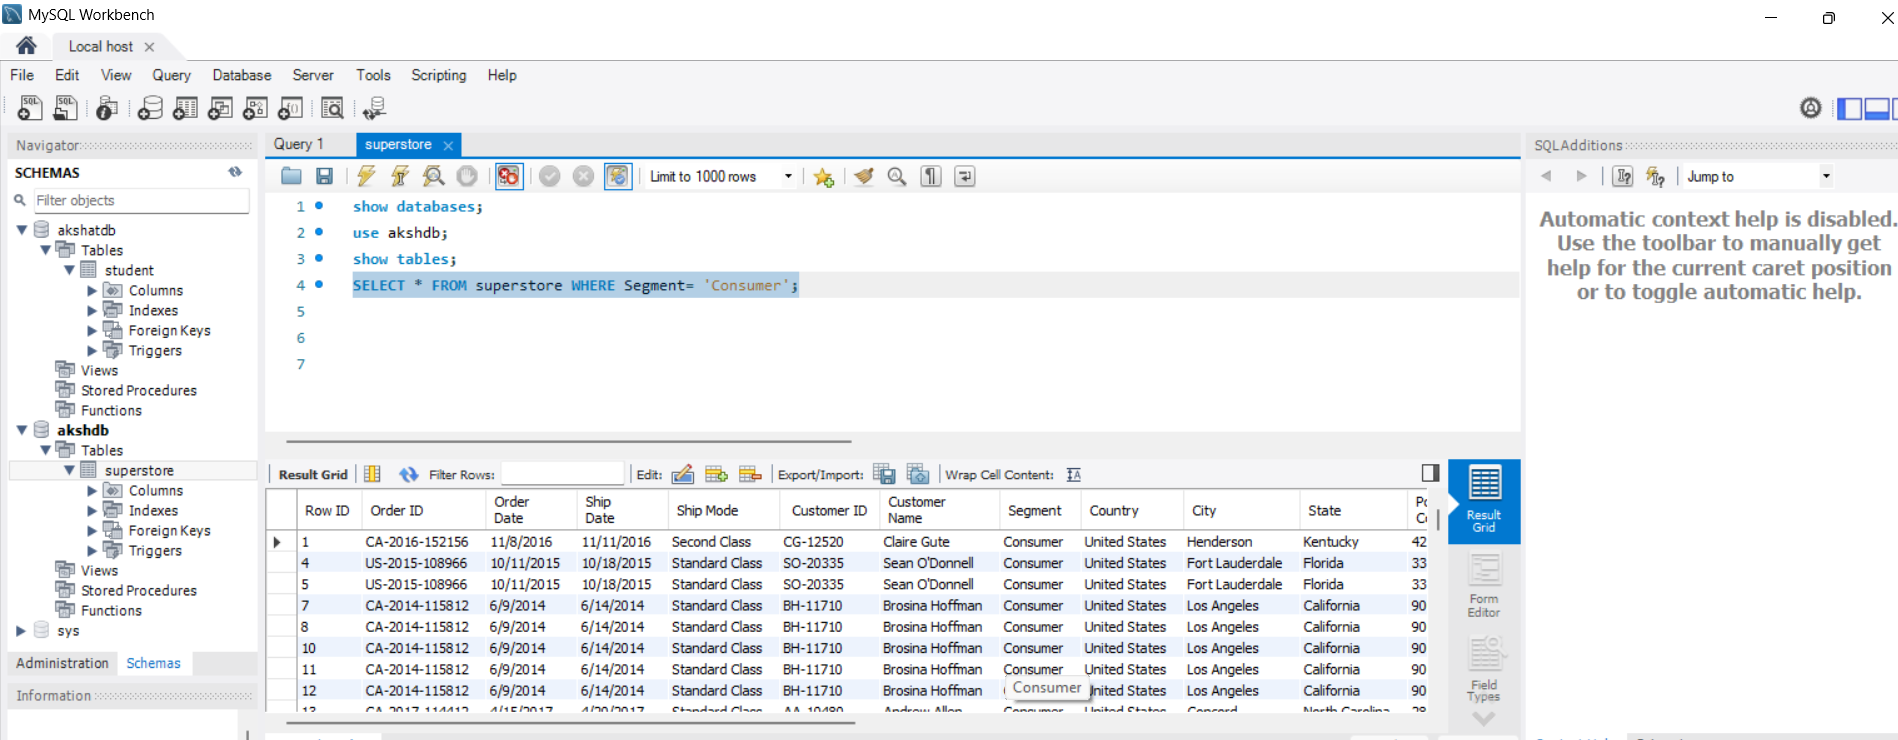 MySQL Workbench
Local host
File Edit View Query Database Server Tools Scripting Help
Navigator
SCHEMAS
Filter objects
akshatdb
Tables
student
Columns
Indexes
Foreign Keys
Triggers
Views
Stored Procedures
Functions
akshdb
Tables
superstore
Columns
Indexes
Foreign Keys
Triggers
Views
Stored Procedures
Functions
sys
Administration Schemas
Information
Query 1 superstore
Limit to 1000 rows
1 show databases;
2 use akshdb;
3 show tables;
4 SELECT * FROM superstore WHERE Segment= 'Consumer';
5
6
7
Result Grid Filter Rows: Edit: Export/Import: Wrap Cell Content:
Row ID Order ID Order Date Ship Date Ship Mode Customer ID Customer Name Segment Country City State
1 CA-2016-152156 11/8/2016 11/11/2016 Second Class CG-12520 Claire Gute Consumer United States Henderson Kentucky 42
4 US-2015-108966 10/11/2015 10/18/2015 Standard Class SO-20335 Sean O'Donnell Consumer United States Fort Lauderdale Florida 33
5 US-2015-108966 10/11/2015 10/18/2015 Standard Class SO-20335 Sean O'Donnell Consumer United States Fort Lauderdale Florida 33
7 CA-2014-115812 6/9/2014 6/14/2014 Standard Class BH-11710 Brosina Hoffman Consumer United States Los Angeles California 90
8 CA-2014-115812 6/9/2014 6/14/2014 Standard Class BH-11710 Brosina Hoffman Consumer United States Los Angeles California 90
10 CA-2014-115812 6/9/2014 6/14/2014 Standard Class BH-11710 Brosina Hoffman Consumer United States Los Angeles California 90
11 CA-2014-115812 6/9/2014 6/14/2014 Standard Class BH-11710 Brosina Hoffman Consumer United States Los Angeles California 90
12 CA-2014-115812 6/9/2014 6/14/2014 Standard Class BH-11710 Brosina Hoffman United States Los Angeles California 90
13 CA-2017-114412 4/15/2017 4/20/2017 Standard Class AA-10480 Andrew Allen Consumer United States Concord North Carolina 28
Consumer
Result Grid
Form Editor
Field Types
SQLAdditions
Jump to
Automatic context help is disabled.
Use the toolbar to manually get
help for the current caret position
or to toggle automatic help.